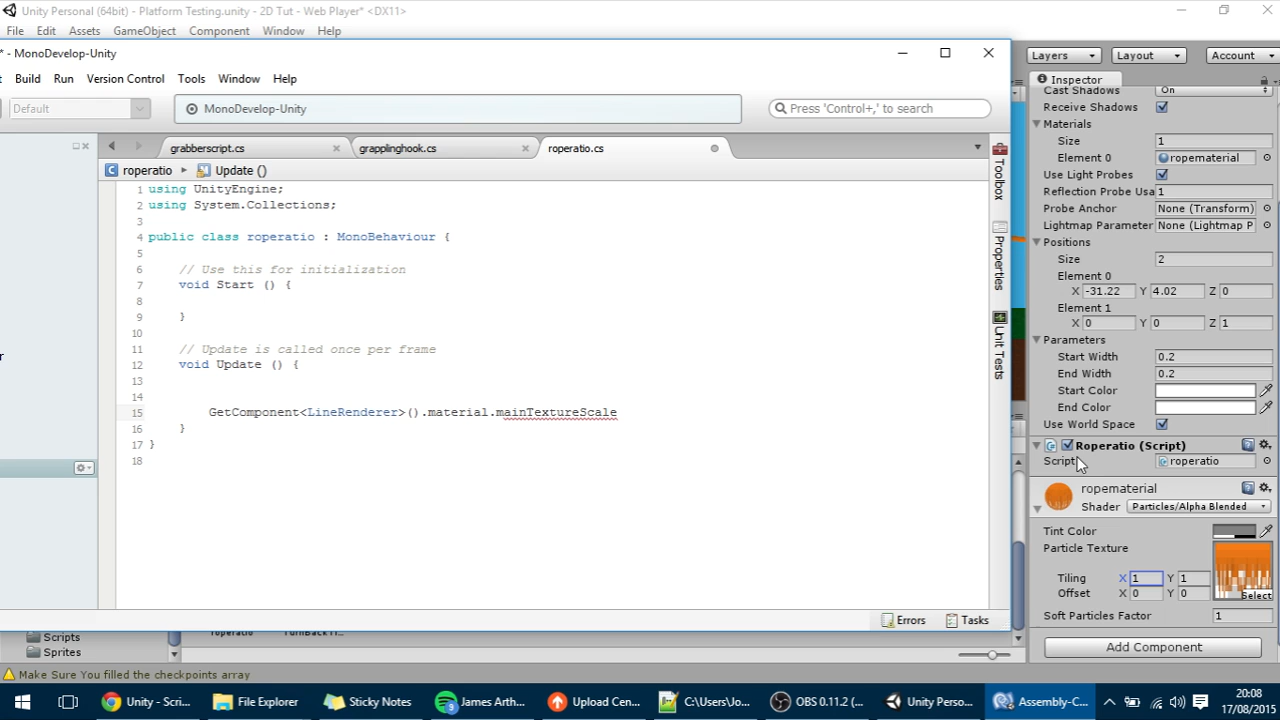 Unity Personal (64bit) - Platform Testing.unity - 2D Tut - Web Player* <DX11>
File Edit Assets GameObject Component Window Help
* - MonoDevelop-Unity
Layers Layout Account
t Build Run Version Control Tools Window Help
Inspector
Cast Shadows On
Default MonoDevelop-Unity Press 'Control+,' to search
Receive Shadows
Materials
Size 1
grabberscript.cs grapplinghook.cs roperatio.cs
Element 0 ropematerial
roperatio Update ()
Use Light Probes
Toolbox
Reflection Probe Usa 1
Probe Anchor None (Transform)
Lightmap Parameter None (Lightmap P
Positions
Properties
Size 2
Element 0
X -31.22 Y 4.02 Z 0
Element 1
X 0 Y 0 Z 1
Unit Tests
Parameters
Start Width 0.2
End Width 0.2
Start Color
End Color
Use World Space
Roperatio (Script)
Script roperatio
ropematerial
Shader Particles/Alpha Blended
Tint Color
Particle Texture
Tiling X 1 Y 1
Offset X 0 Y 0
Select
Soft Particles Factor 1
Add Component
1 using UnityEngine;
2 using System.Collections;
3
4 public class roperatio : MonoBehaviour {
5
6 // Use this for initialization
7 void Start () {
8
9 }
10
11 // Update is called once per frame
12 void Update () {
13
14
15 GetComponent<LineRenderer>().material.mainTextureScale
16 }
17 }
18
r
Errors Tasks
Scripts
Sprites
Make Sure You filled the checkpoints array
Unity - Scri... File Explorer Sticky Notes James Arth... Upload Cen... C:\Users\Jo... OBS 0.11.2 (... Unity Perso... Assembly-C...
20:08
17/08/2015